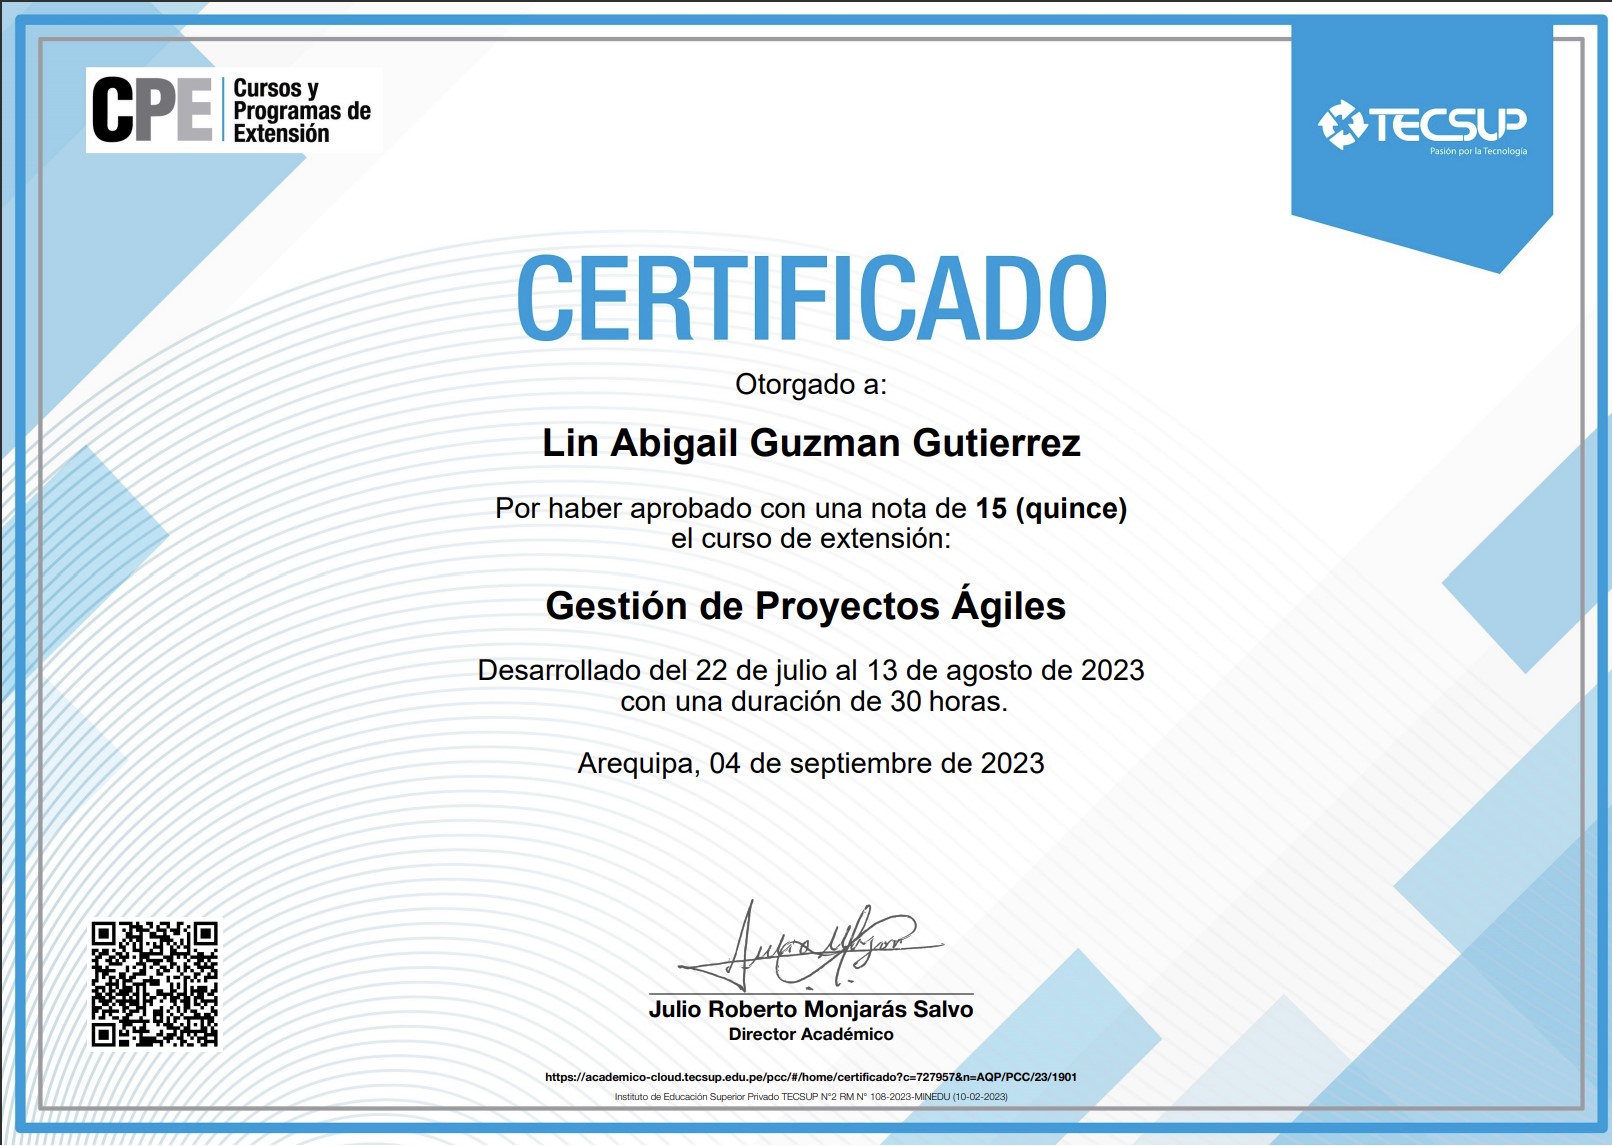 CPE
Cursos y
Programas de
Extensión
TECSUP
Pasión por la Tecnología
CERTIFICADO
Otorgado a:
Lin Abigail Guzman Gutierrez
Por haber aprobado con una nota de 15 (quince)
el curso de extensión:
Gestión de Proyectos Ágiles
Desarrollado del 22 de julio al 13 de agosto de 2023
con una duración de 30 horas.
Arequipa, 04 de septiembre de 2023
Julio Roberto Monjarás Salvo
Director Académico
https://academico-cloud.tecsup.edu.pe/pcc/#/home/certificado?c=727957&n=AQP/PCC/23/1901
Instituto de Educación Superior Privado TECSUP N°2 RM N° 108-2023-MINEDU (10-02-2023)